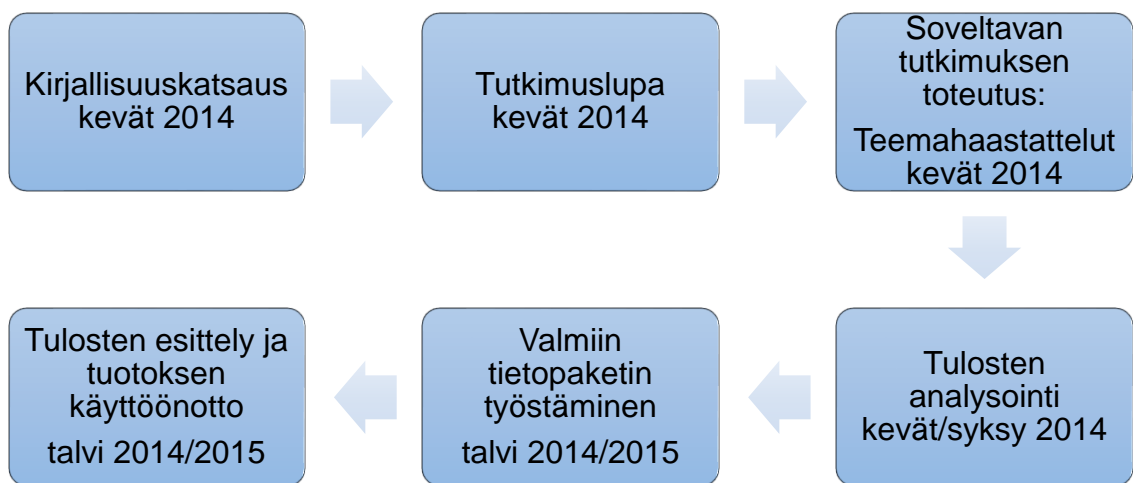 Kirjallisuuskatsaus
kevät 2014
Tutkimuslupa
kevät 2014
Soveltavan
tutkimuksen
toteutus:
Teemahaastattelut
kevät 2014
Tulosten
analysointi
kevät/syksy 2014
Valmiin
tietopaketin
työstäminen
talvi 2014/2015
Tulosten esittely ja
tuotoksen
käyttöönotto
talvi 2014/2015